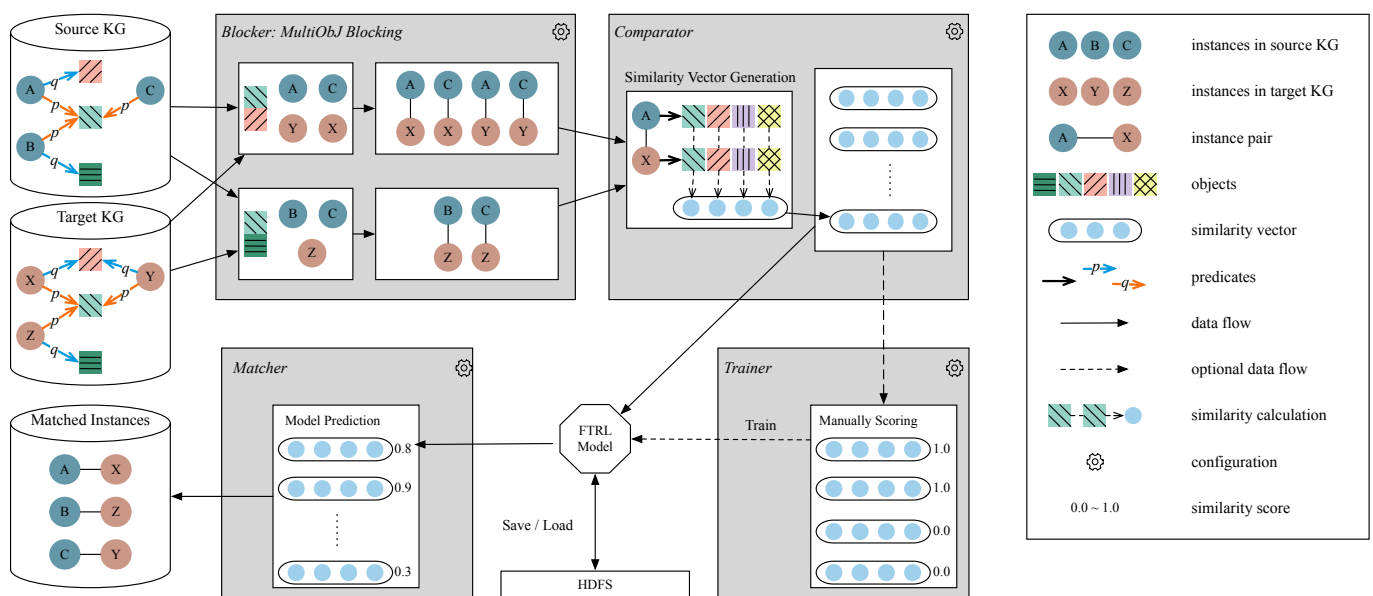 Source KG
A
q
p
C
p
p
B
q
Target KG
X
q
q
Y
p
p
p
Z
q
Matched Instances
A X
B Z
C Y
Blocker: MultiObJ Blocking
A C
Y X
A C A C
X X Y Y
B C
Z
B C
Z Z
Comparator
Similarity Vector Generation
A
X
Matcher
Model Prediction
0.8
0.9
0.3
FTRL
Model
Train
Save / Load
HDFS
Trainer
Manually Scoring
1.0
1.0
0.0
0.0
A B C instances in source KG
X Y Z instances in target KG
A X instance pair
objects
similarity vector
p
q
predicates
data flow
optional data flow
similarity calculation
configuration
0.0 ~ 1.0 similarity score